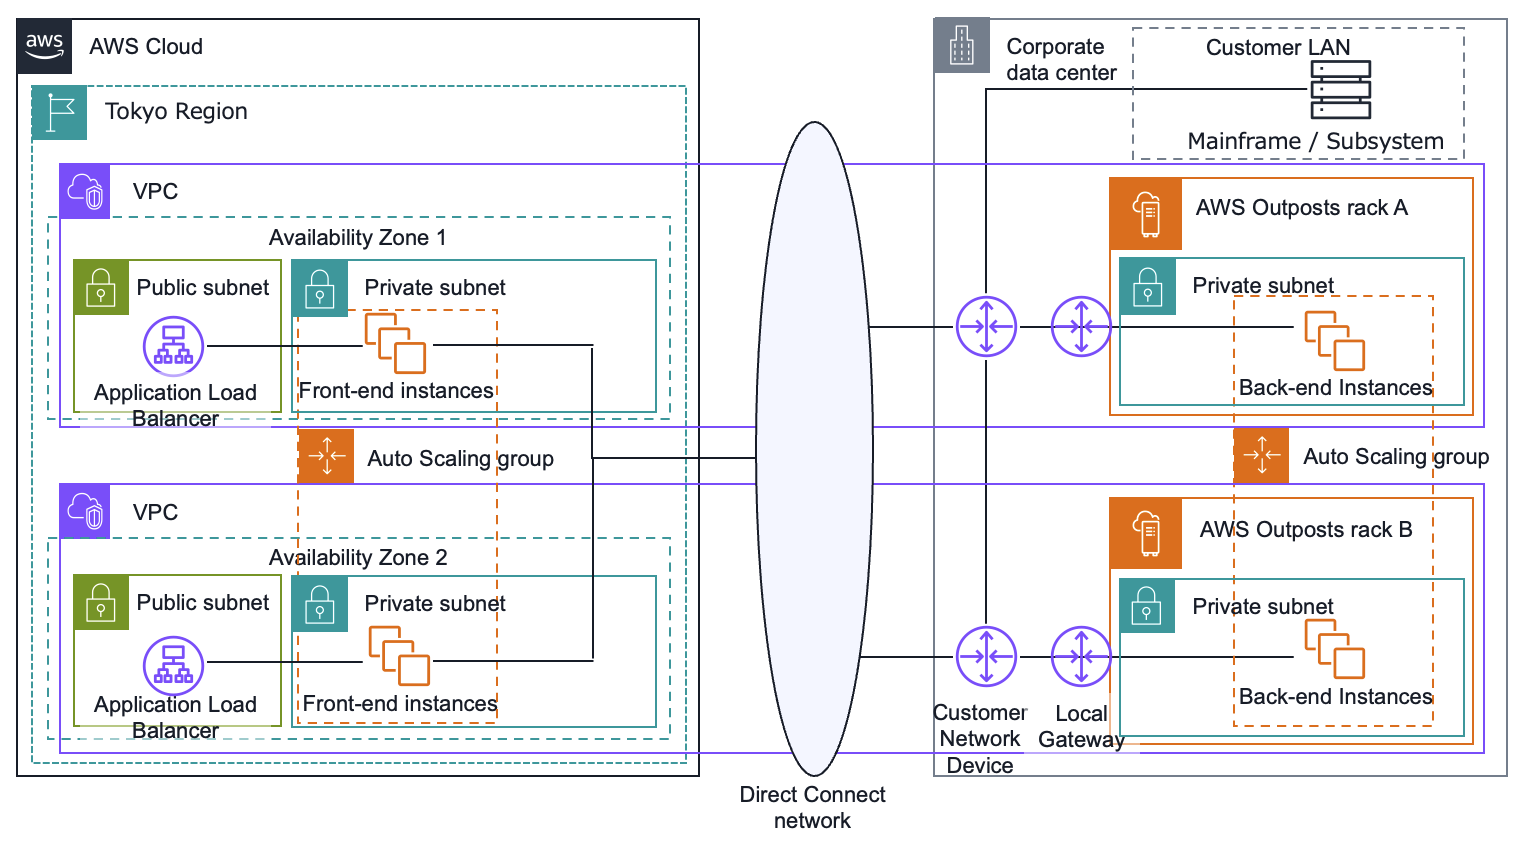 aws
AWS Cloud
Tokyo Region
VPC
Availability Zone 1
Public subnet
Application Load
Balancer
Private subnet
Front-end instances
Auto Scaling group
VPC
Availability Zone 2
Public subnet
Application Load
Balancer
Private subnet
Front-end instances
Direct Connect
network
Corporate
data center
Customer LAN
Mainframe / Subsystem
AWS Outposts rack A
Private subnet
Back-end Instances
Auto Scaling group
AWS Outposts rack B
Private subnet
Back-end Instances
Customer
Network
Device
Local
Gateway